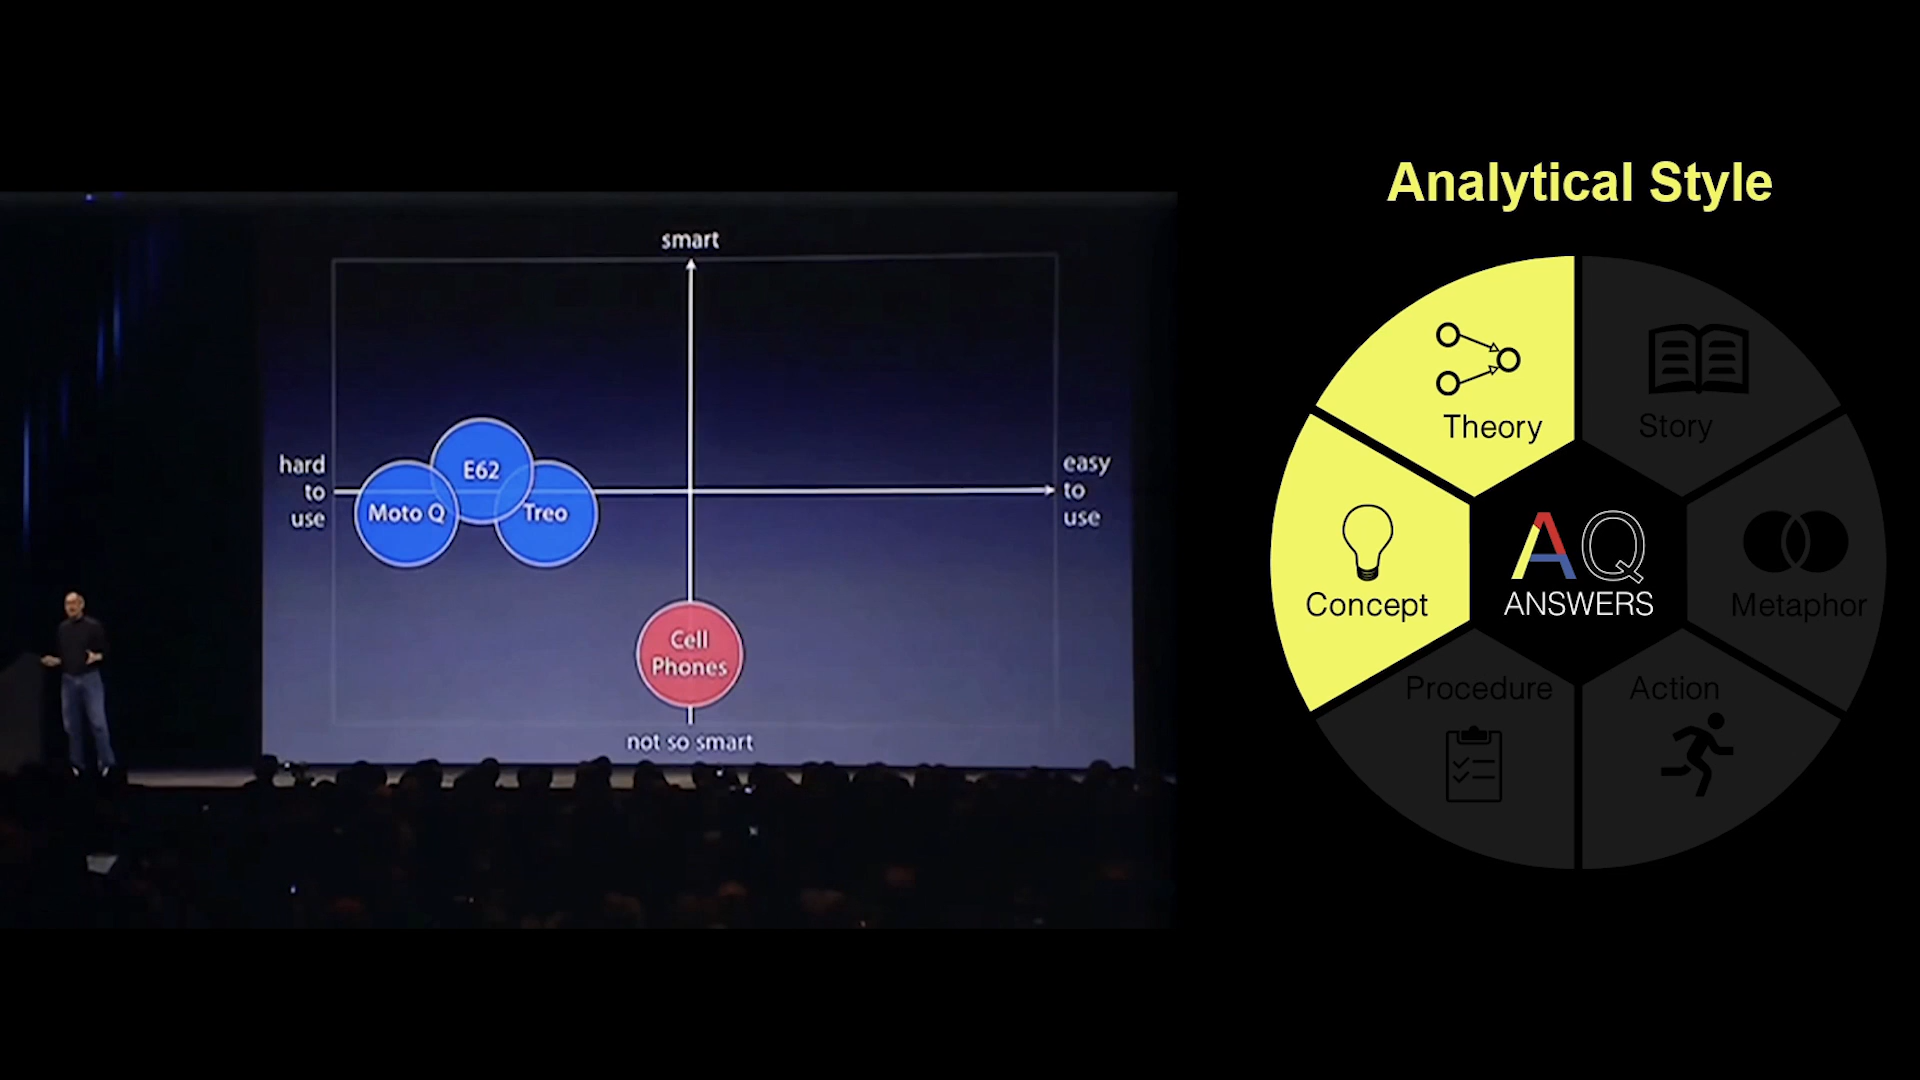 smart
hard
to
use
E62
Moto Q
Treo
easy
to
use
Cell
Phones
not so smart
Analytical Style
Theory
Story
Concept
AQ
ANSWERS
Metaphor
Procedure
Action